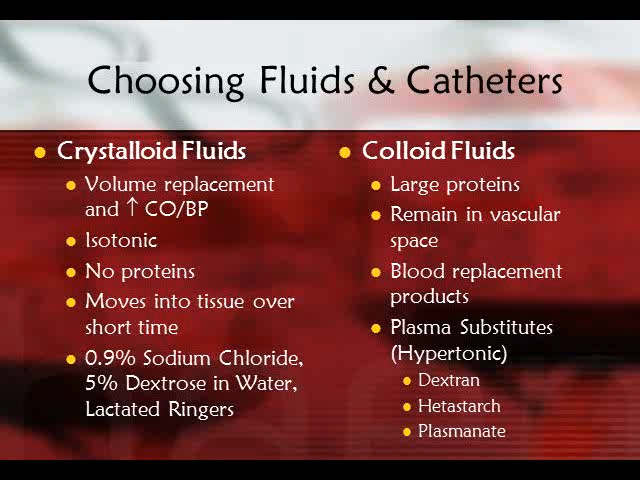 Choosing Fluids & Catheters
Crystalloid Fluids
Volume replacement
and ↑ CO/BP
Isotonic
No proteins
Moves into tissue over
short time
0.9% Sodium Chloride,
5% Dextrose in Water,
Lactated Ringers
Colloid Fluids
Large proteins
Remain in vascular
space
Blood replacement
products
Plasma Substitutes
(Hypertonic)
Dextran
Hetastarch
Plasmanate